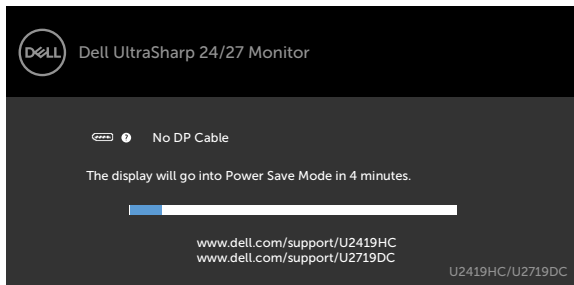 DELL
Dell UltraSharp 24/27 Monitor
? No DP Cable
The display will go into Power Save Mode in 4 minutes.
www.dell.com/support/U2419HC
www.dell.com/support/U2719DC
U2419HC/U2719DC